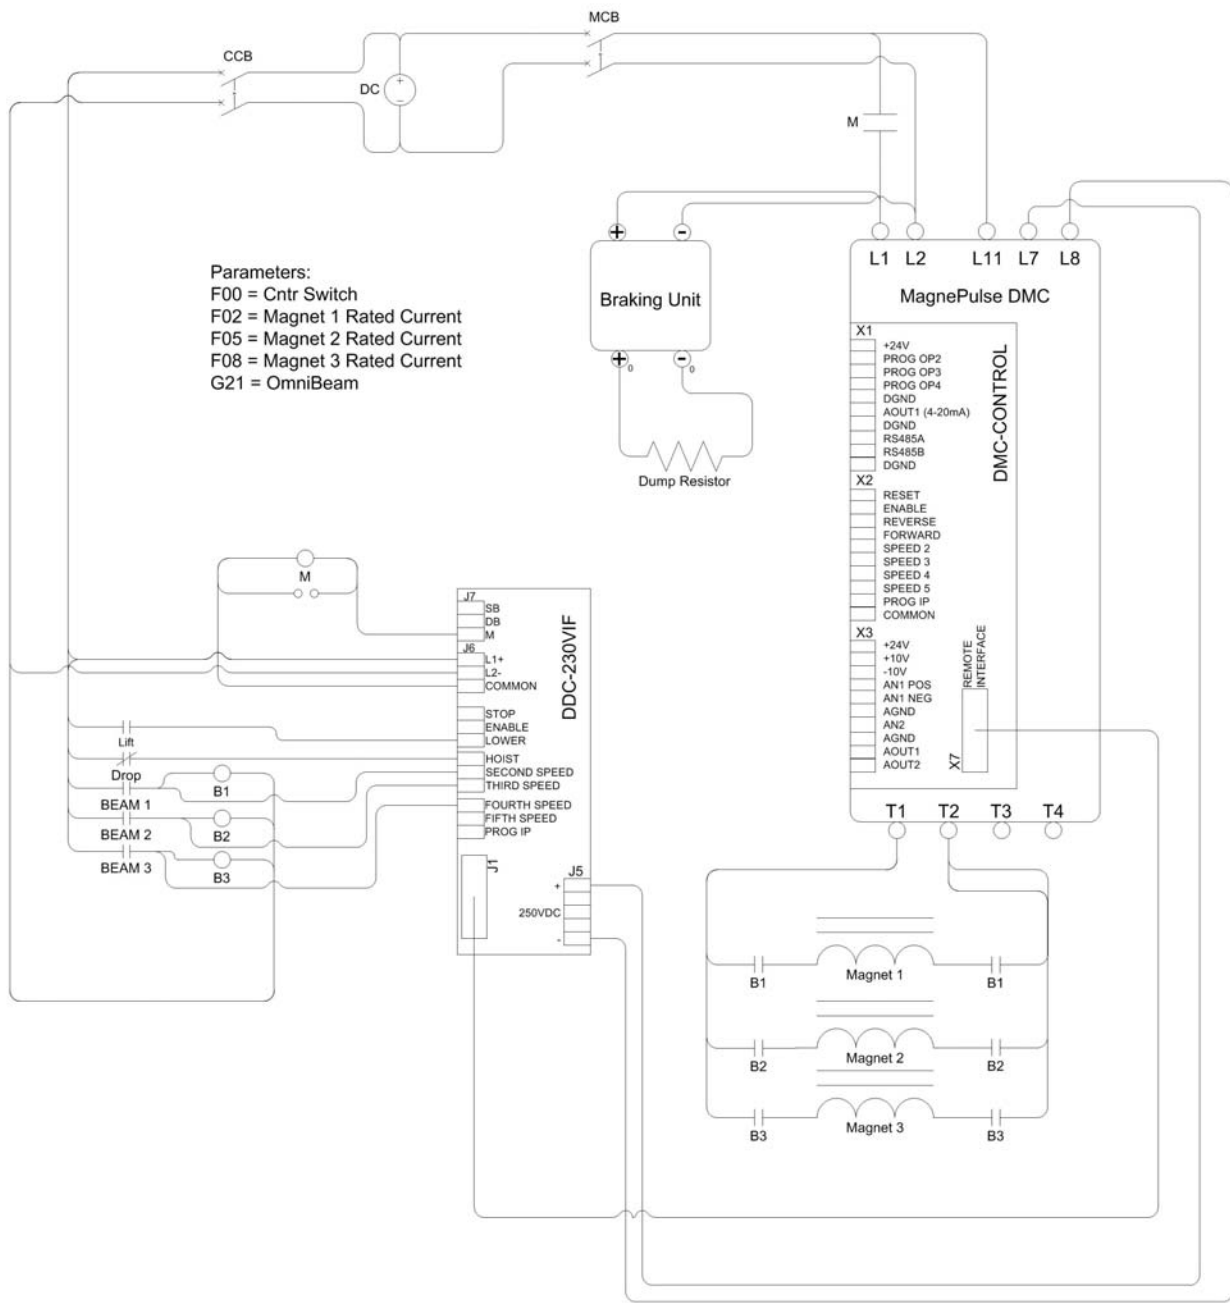 MCB
CCB
DC
+
−
M
+
-
L1 L2 L11 L7 L8
MagnePulse DMC
Braking Unit
+
0
-
0
Dump Resistor
Parameters:
F00 = Cntr Switch
F02 = Magnet 1 Rated Current
F05 = Magnet 2 Rated Current
F08 = Magnet 3 Rated Current
G21 = OmniBeam
X1
+24V
PROG OP2
PROG OP3
PROG OP4
DGND
AOUT1 (4-20mA)
DGND
RS485A
RS485B
DGND
DMC-CONTROL
X2
RESET
ENABLE
REVERSE
FORWARD
SPEED 2
SPEED 3
SPEED 4
SPEED 5
PROG IP
COMMON
X3
+24V
+10V
-10V
AN1 POS
AN1 NEG
AGND
AN2
AGND
AOUT1
AOUT2
REMOTE
INTERFACE
X7
T1 T2 T3 T4
M
J7
SB
DB
M
J6
L1+
L2-
COMMON
STOP
ENABLE
LOWER
HOIST
SECOND SPEED
THIRD SPEED
FOURTH SPEED
FIFTH SPEED
PROG IP
DDC-230VIF
J1
J5
+
250VDC
-
Lift
Drop
BEAM 1
B1
BEAM 2
B2
BEAM 3
B3
B1
Magnet 1
B1
B2
Magnet 2
B2
B3
Magnet 3
B3